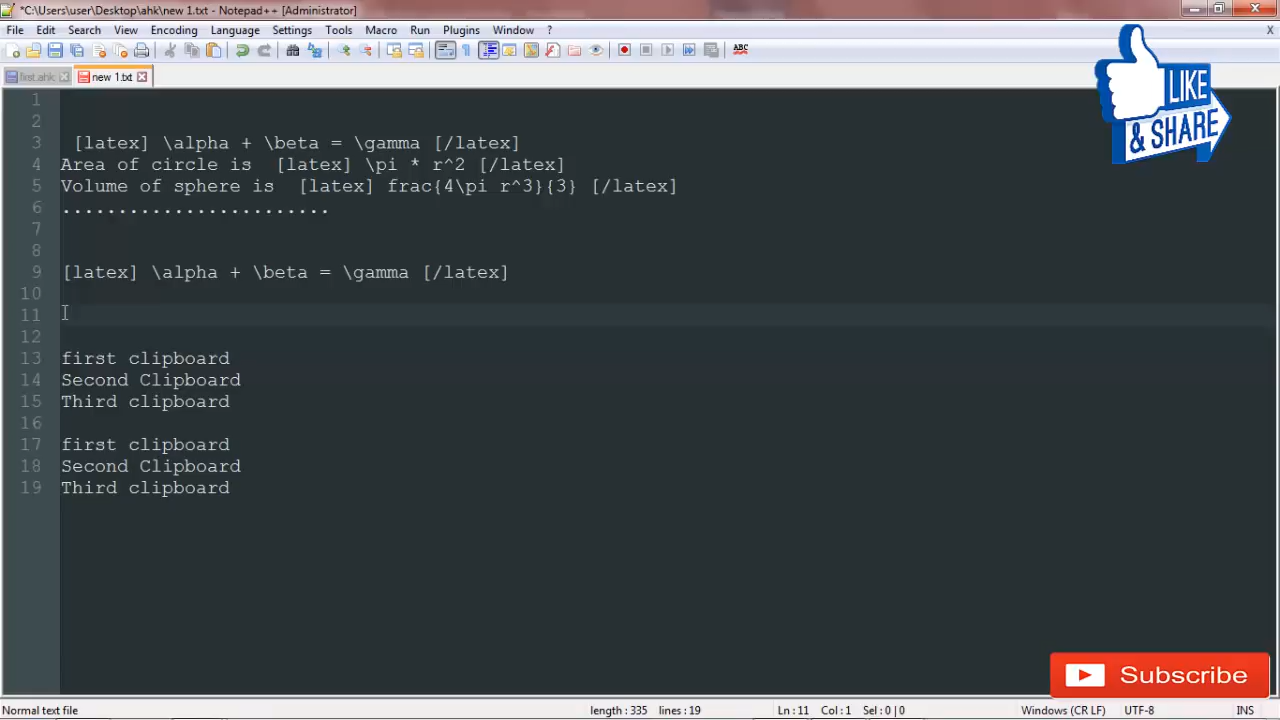 *C:\Users\user\Desktop\ahk\new 1.txt - Notepad++ [Administrator]
File Edit Search View Encoding Language Settings Tools Macro Run Plugins Window ? X
ABC
first.ahk new 1.txt
LIKE
& SHARE
1
2
3 [latex] \alpha + \beta = \gamma [/latex]
4 Area of circle is [latex] \pi * r^2 [/latex]
5 Volume of sphere is [latex] frac{4\pi r^3}{3} [/latex]
6 ........................
7
8
9 [latex] \alpha + \beta = \gamma [/latex]
10
11
12
13 first clipboard
14 Second Clipboard
15 Third clipboard
16
17 first clipboard
18 Second Clipboard
19 Third clipboard
Subscribe
Normal text file length : 335 lines : 19 Ln : 11 Col : 1 Sel : 0 | 0 Windows (CR LF) UTF-8 INS